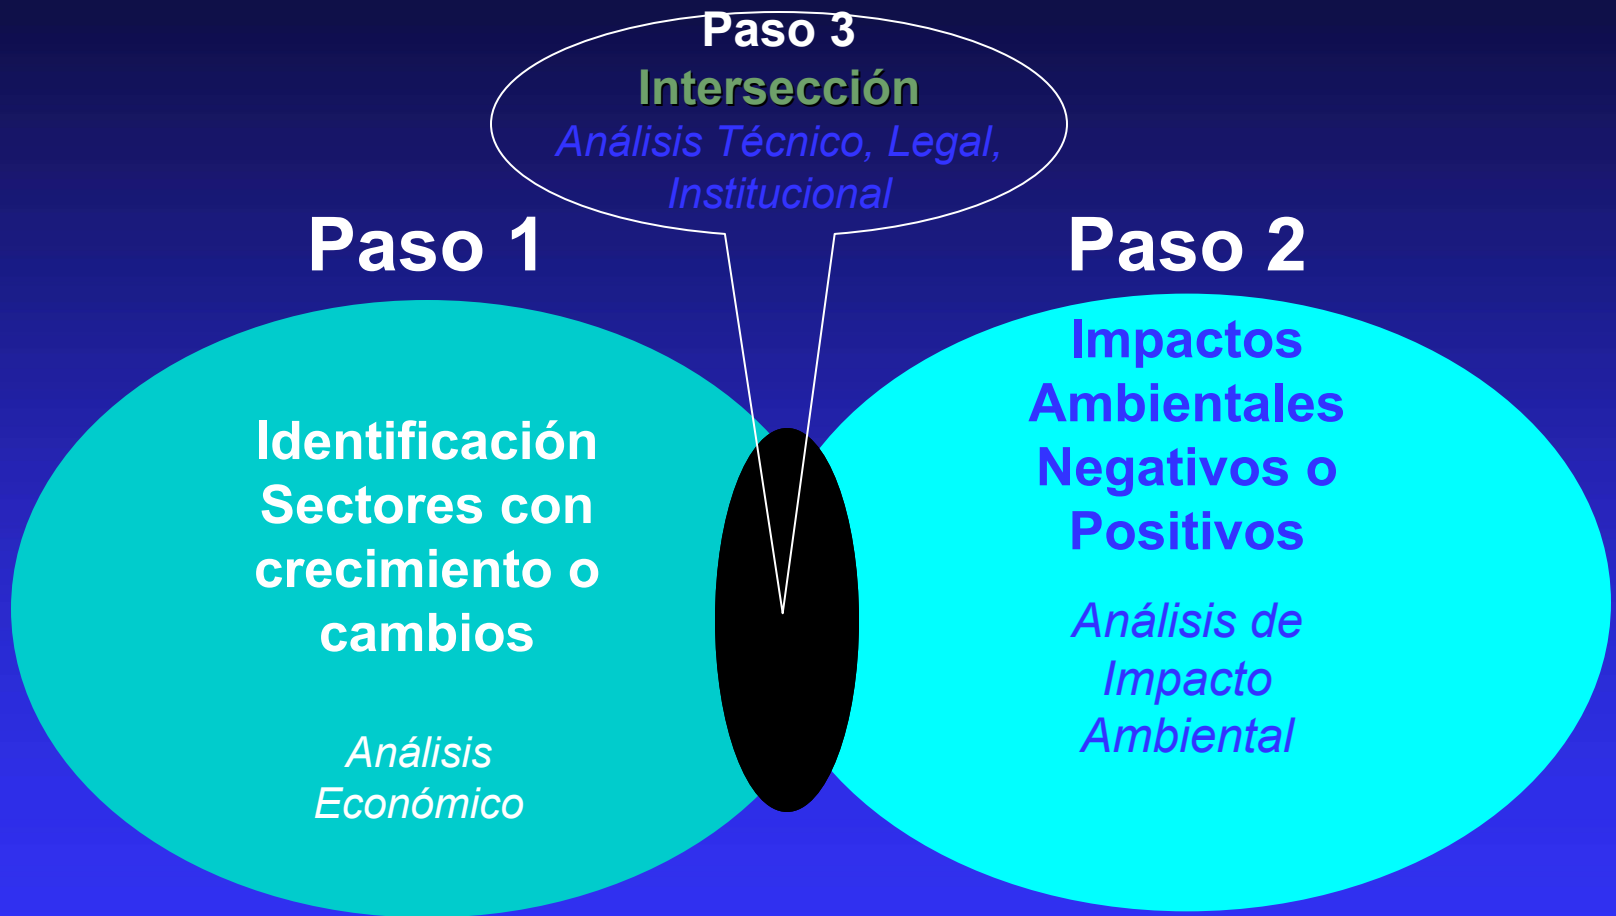 Paso 3
Intersección
Análisis Técnico, Legal,
Institucional
Paso 1
Identificación
Sectores con
crecimiento o
cambios
Análisis
Económico
Paso 2
Impactos
Ambientales
Negativos o
Positivos
Análisis de
Impacto
Ambiental